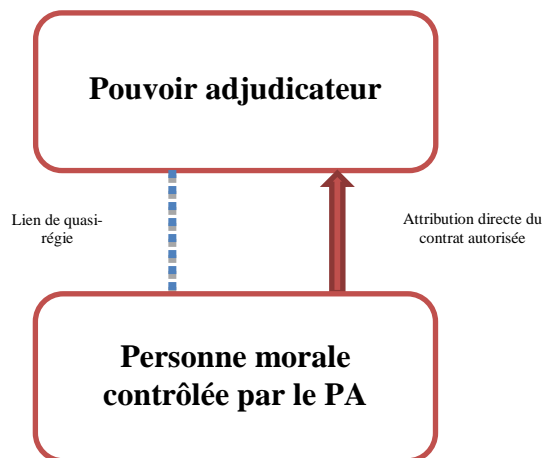 Pouvoir adjudicateur
Lien de quasi-
régie
Attribution directe du
contrat autorisée
Personne morale
contrôlée par le PA